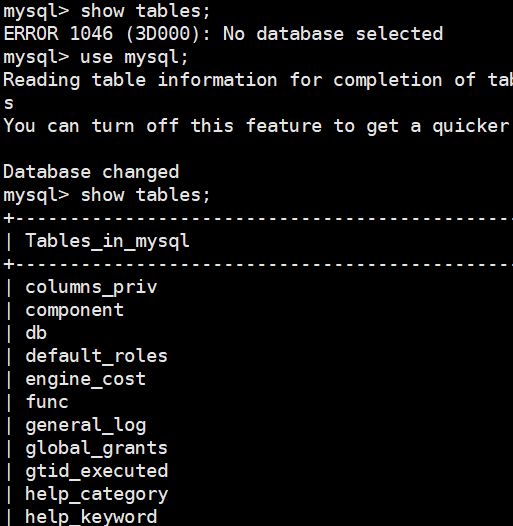 mysql> show tables;
ERROR 1046 (3D000): No database selected
mysql> use mysql;
Reading table information for completion of
s
You can turn off this feature to get a quicker
Database changed
mysql> show tables;
+----------------------------------------------
| Tables_in_mysql
+----------------------------------------------
| columns_priv
| component
| db
| default_roles
| engine_cost
| func
| general_log
| global_grants
| gtid_executed
| help_category
| help_keyword